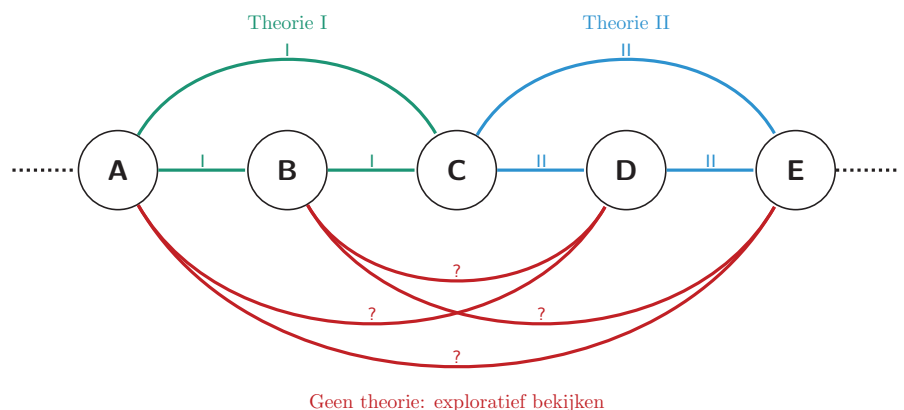 Theorie I Theorie II
I II
A I B I C II D II E
?
? ?
?
Geen theorie: exploratief bekijken